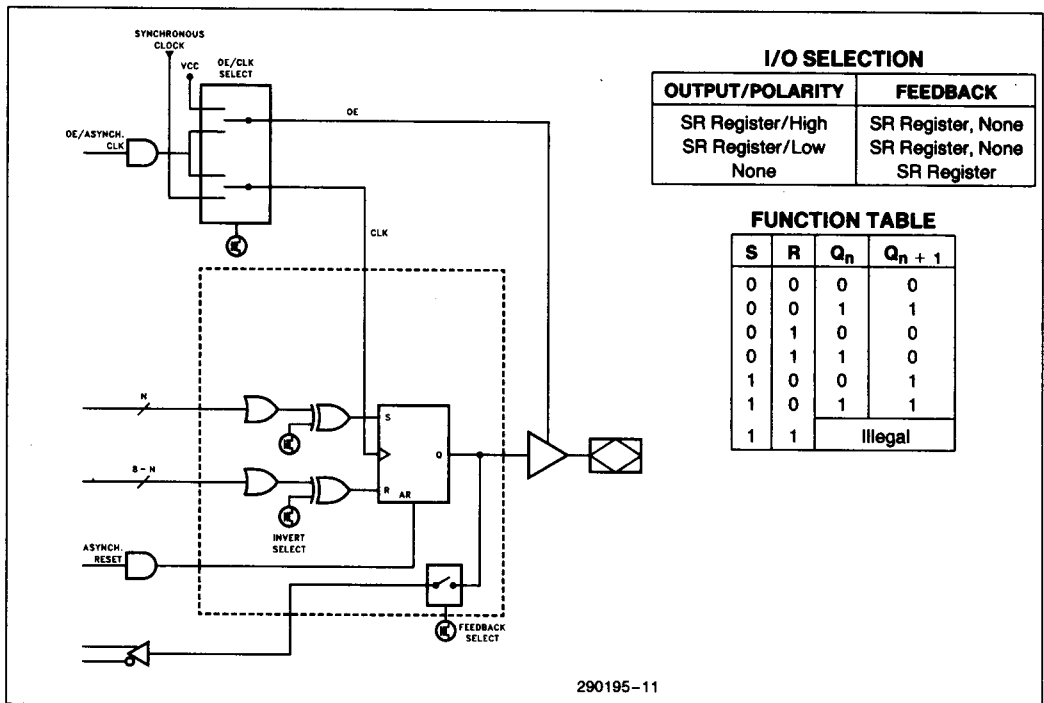 SYNCHRONOUS
CLOCK
VCC
OE/CLK
SELECT
OE
OE/ASYNCH.
CLK
CLK
N
8-N
S
Q
R
AR
INVERT
SELECT
ASYNCH.
RESET
FEEDBACK
SELECT
I/O SELECTION
OUTPUT/POLARITY FEEDBACK
SR Register/High SR Register, None
SR Register/Low SR Register, None
None SR Register
FUNCTION TABLE
S R Qn Qn + 1
0 0 0 0
0 0 1 1
0 1 0 0
0 1 1 0
1 0 0 1
1 0 1 1
1 1 Illegal
290195-11